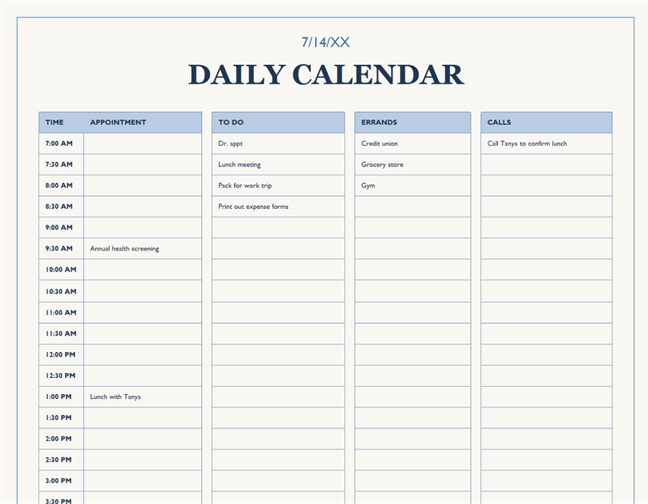 7/14/XX
DAILY CALENDAR
TIME APPOINTMENT TO DO ERRANDS CALLS
7:00 AM Dr. appt Credit union Call Tanya to confirm lunch
7:30 AM Lunch meeting Grocery store
8:00 AM Pack for work trip Gym
8:30 AM Print out expense forms
9:00 AM
9:30 AM Annual health screening
10:00 AM
10:30 AM
11:00 AM
11:30 AM
12:00 PM
12:30 PM
1:00 PM Lunch with Tanya
1:30 PM
2:00 PM
2:30 PM
3:00 PM
3:30 PM